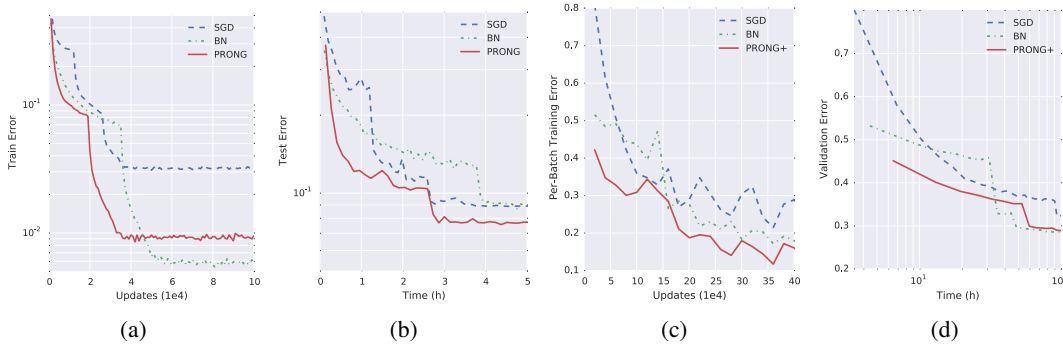 Train Error
10^-1
10^-2
0
2
4
6
8
10
Updates (1e4)
SGD
BN
PRONG
(a)
Test Error
10^-1
0
1
2
3
4
5
Time (h)
SGD
BN
PRONG
(b)
Per-Batch Training Error
0.8
0.7
0.6
0.5
0.4
0.3
0.2
0.1
0
5
10
15
20
25
30
35
40
Updates (1e4)
SGD
BN
PRONG+
(c)
Validation Error
0.8
0.7
0.6
0.5
0.4
0.3
0.2
10^1
Time (h)
SGD
BN
PRONG+
(d)